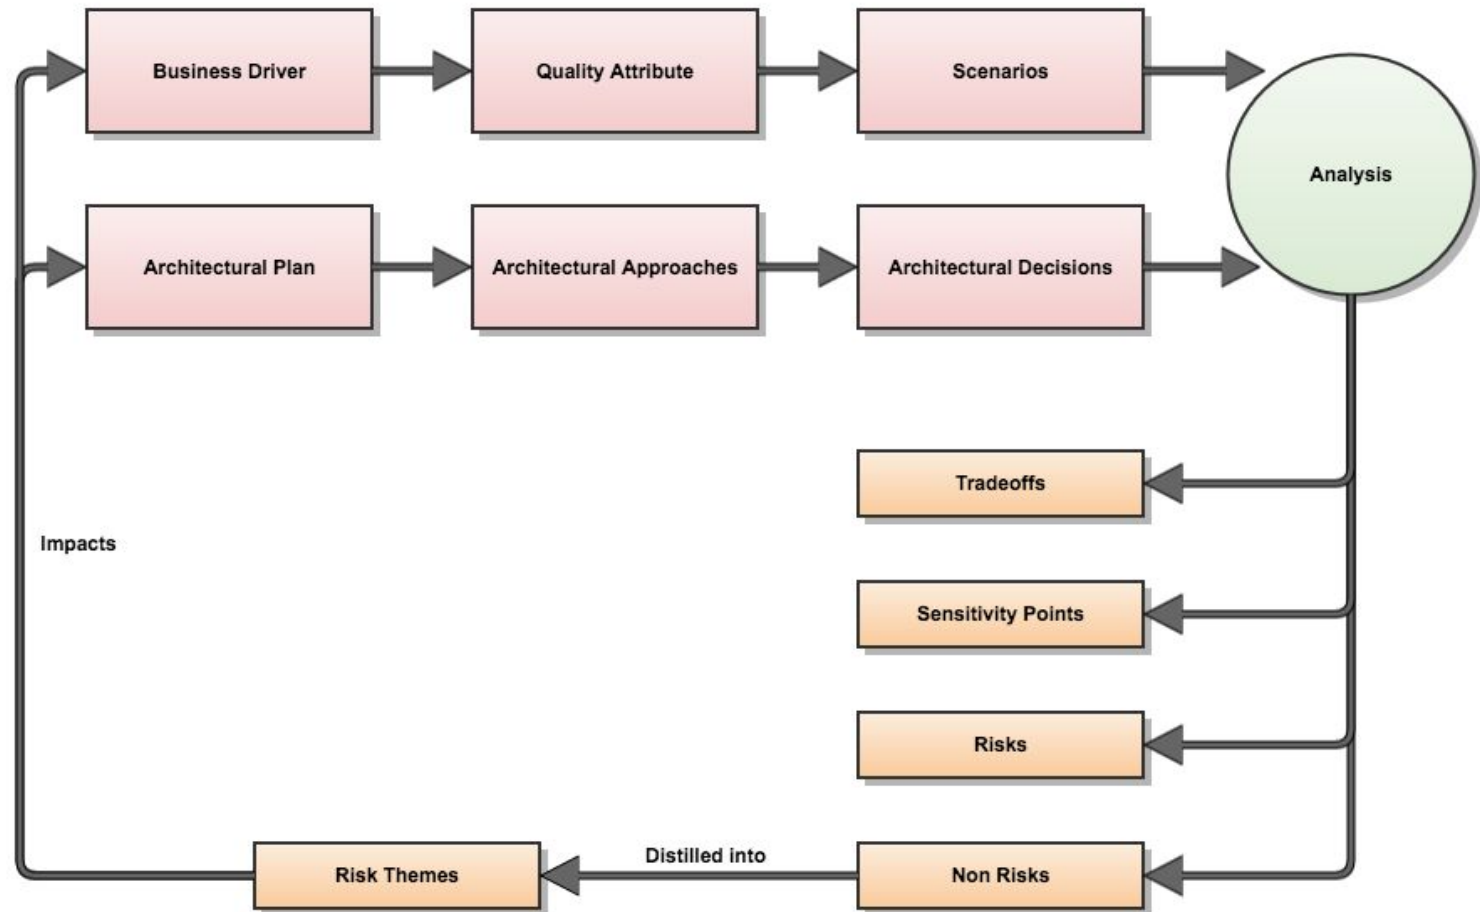 Business Driver
Quality Attribute
Scenarios
Analysis
Architectural Plan
Architectural Approaches
Architectural Decisions
Tradeoffs
Impacts
Sensitivity Points
Risks
Distilled into
Risk Themes
Non Risks